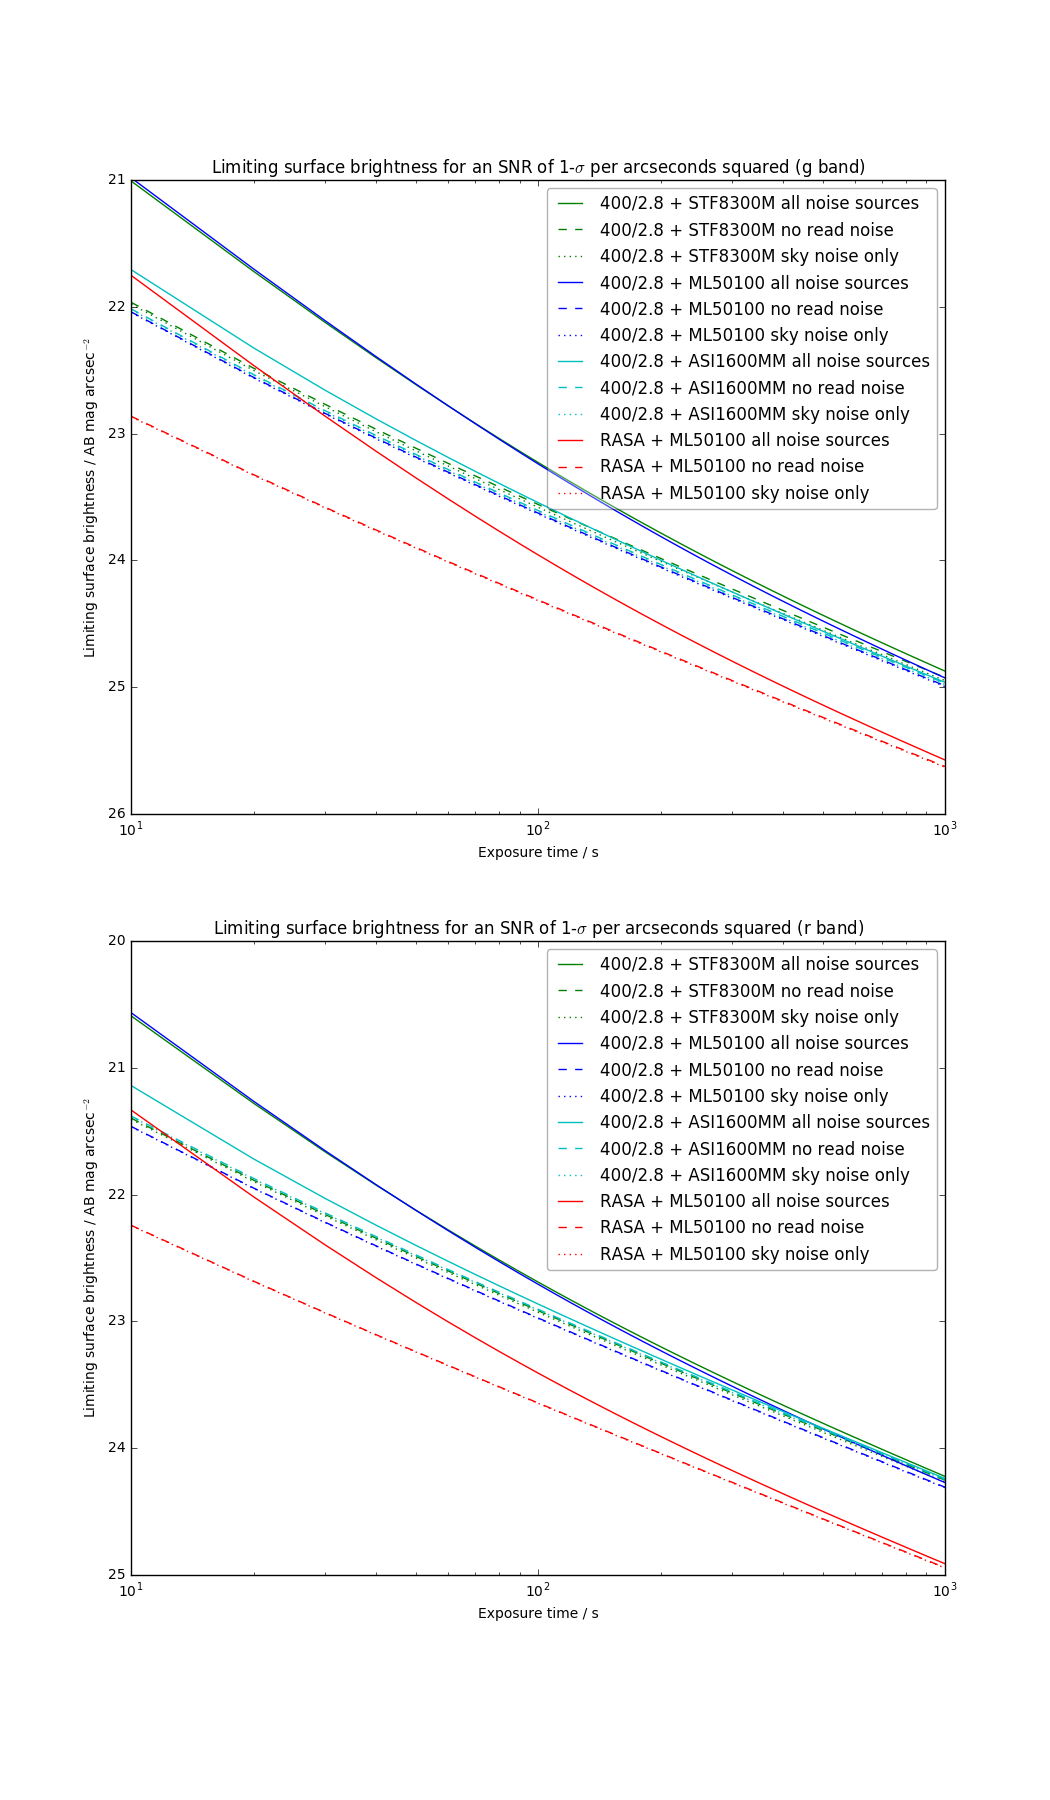 Limiting surface brightness for an SNR of 1-σ per arcseconds squared (g band)
21
22
23
24
25
26
Limiting surface brightness / AB mag arcsec⁻²
400/2.8 + STF8300M all noise sources
400/2.8 + STF8300M no read noise
400/2.8 + STF8300M sky noise only
400/2.8 + ML50100 all noise sources
400/2.8 + ML50100 no read noise
400/2.8 + ML50100 sky noise only
400/2.8 + ASI1600MM all noise sources
400/2.8 + ASI1600MM no read noise
400/2.8 + ASI1600MM sky noise only
RASA + ML50100 all noise sources
RASA + ML50100 no read noise
RASA + ML50100 sky noise only
10¹ 10² 10³
Exposure time / s
Limiting surface brightness for an SNR of 1-σ per arcseconds squared (r band)
20
21
22
23
24
25
Limiting surface brightness / AB mag arcsec⁻²
400/2.8 + STF8300M all noise sources
400/2.8 + STF8300M no read noise
400/2.8 + STF8300M sky noise only
400/2.8 + ML50100 all noise sources
400/2.8 + ML50100 no read noise
400/2.8 + ML50100 sky noise only
400/2.8 + ASI1600MM all noise sources
400/2.8 + ASI1600MM no read noise
400/2.8 + ASI1600MM sky noise only
RASA + ML50100 all noise sources
RASA + ML50100 no read noise
RASA + ML50100 sky noise only
10¹ 10² 10³
Exposure time / s